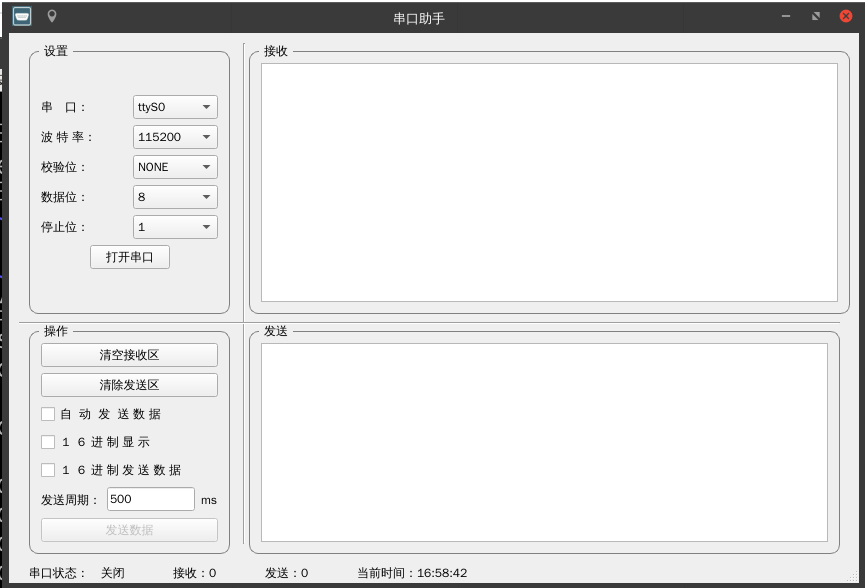 串口助手
设置
串 口： ttyS0
波 特 率： 115200
校验位： NONE
数据位： 8
停止位： 1
打开串口
接收
操作
清空接收区
清除发送区
自 动 发 送 数 据
1 6 进 制 显 示
1 6 进 制 发 送 数 据
发送周期： 500 ms
发送数据
发送
串口状态： 关闭 接收：0 发送：0 当前时间：16:58:42